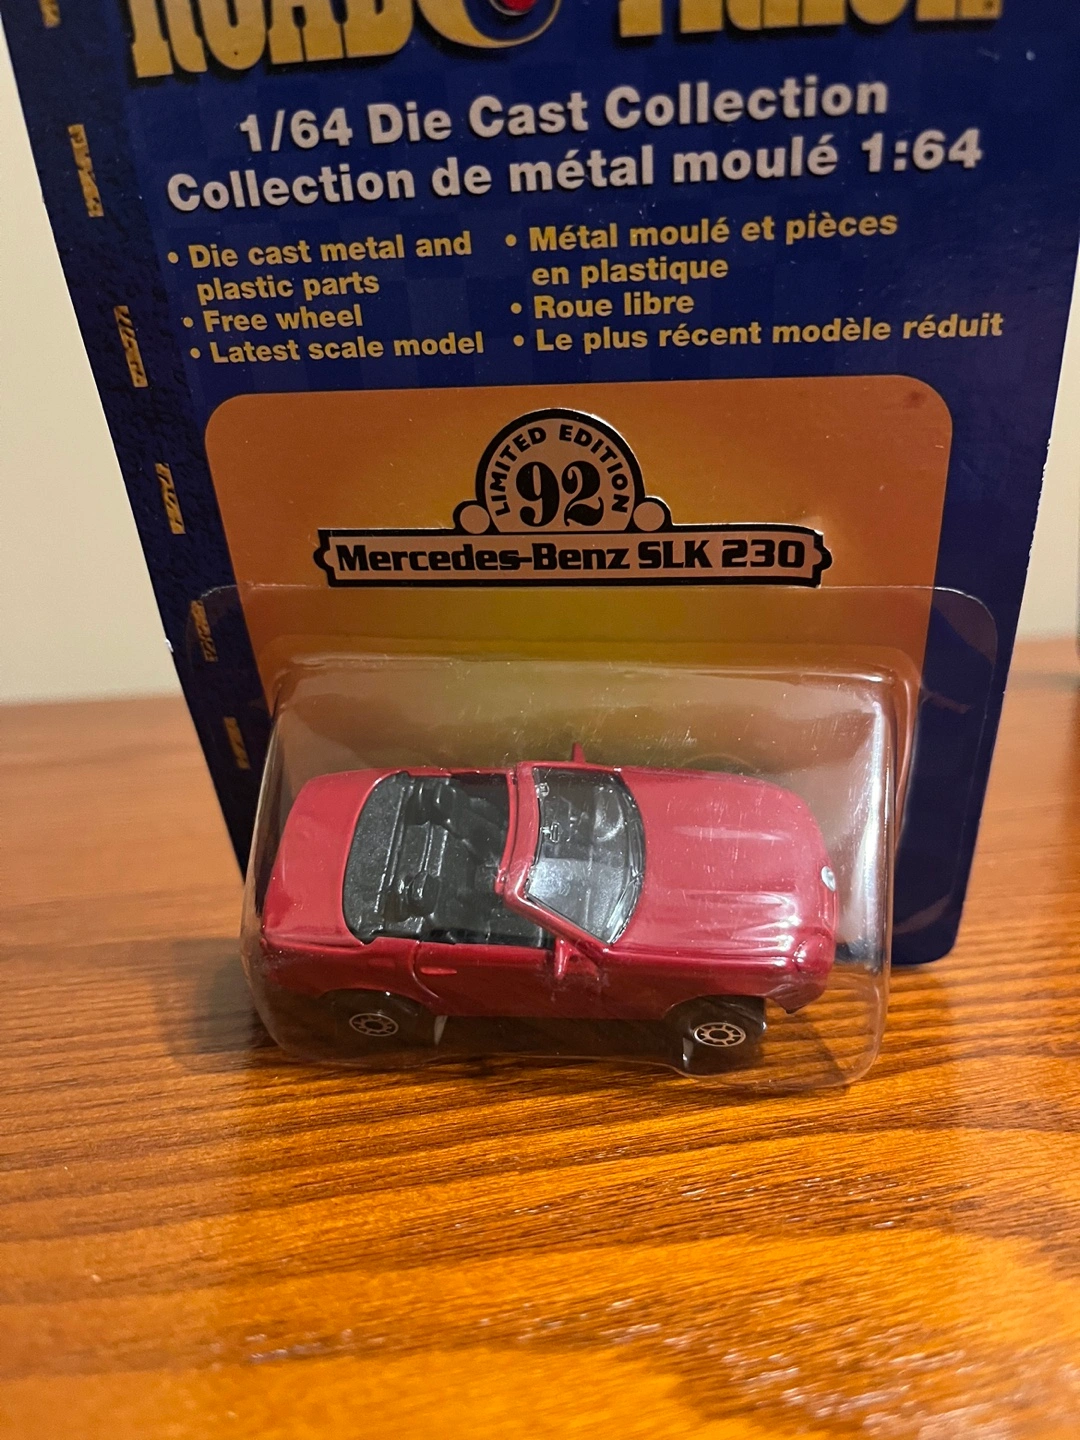 ROAD TRACK
1/64 Die Cast Collection
Collection de métal moulé 1:64
• Die cast metal and
plastic parts
• Free wheel
• Latest scale model
• Métal moulé et pièces
en plastique
• Roue libre
• Le plus récent modèle réduit
LIMITED EDITION
92
Mercedes-Benz SLK 230